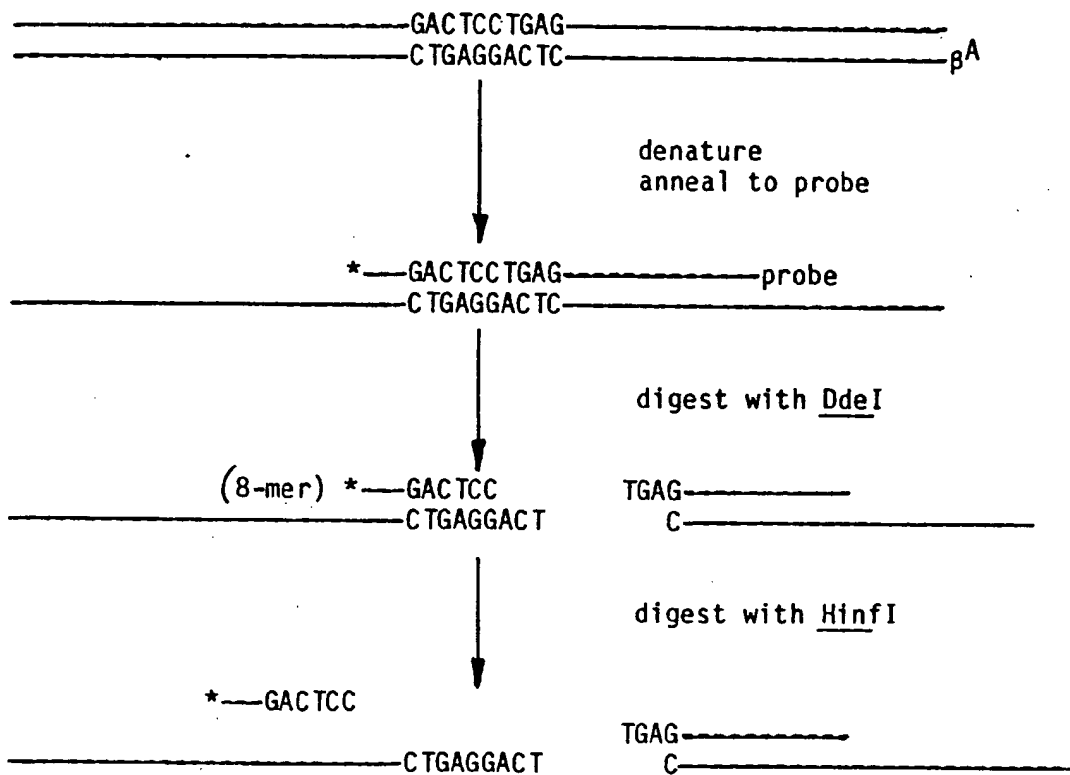 GACTCCTGAG
CTGAGGACTC βA
denature
anneal to probe
* GACTCCTGAG probe
CTGAGGACTC
digest with DdeI
(8-mer) * GACTCC TGAG
CTGAGGACT C
digest with HinfI
* GACTCC
TGAG
CTGAGGACT C